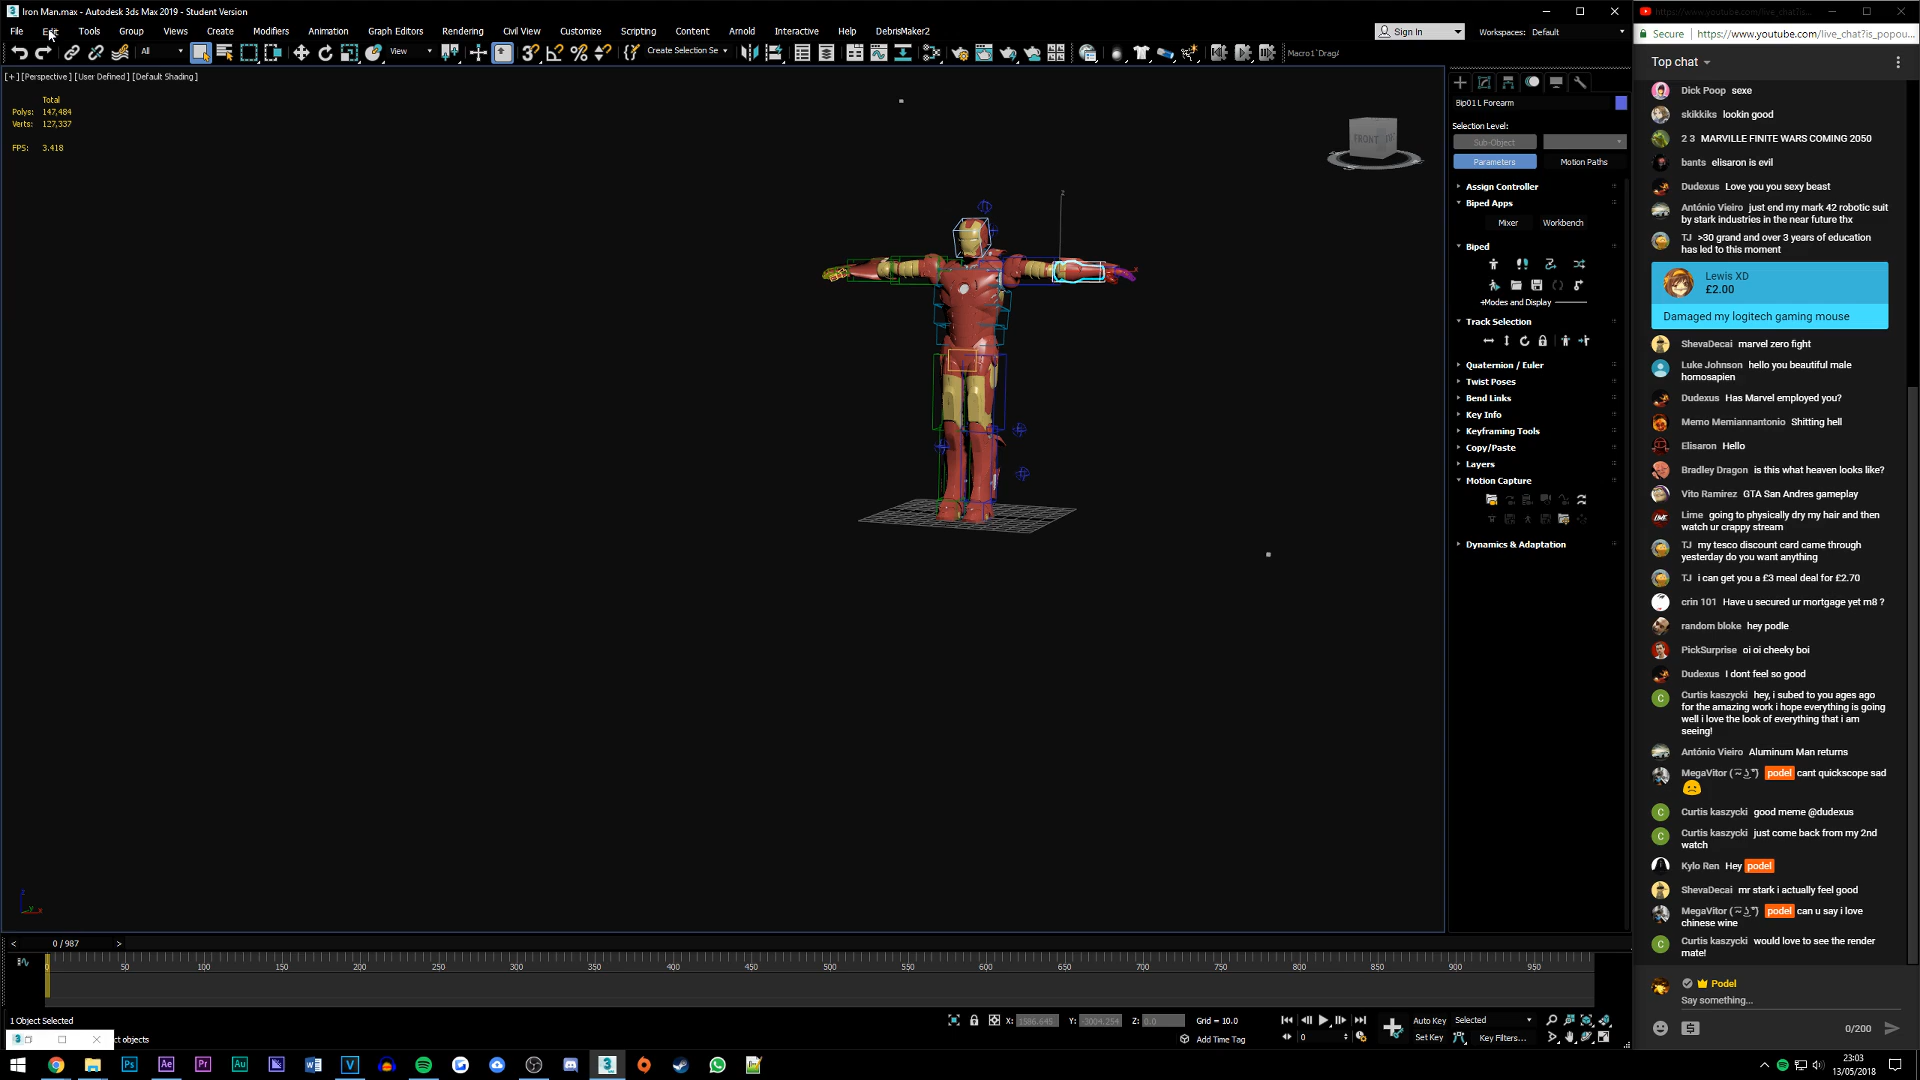 Iron Man.max - Autodesk 3ds Max 2019 - Student Version
File Edit Tools Group Views Create Modifiers Animation Graph Editors Rendering Civil View Customize Scripting Content Arnold Interactive Help DebrisMaker2
Sign In Workspaces: Default
All View Create Selection Se
[+] [Perspective] [User Defined] [Default Shading]
Total
Polys: 147,484
Verts: 127,337
FPS: 3.418
FRONT
Bip01 L Forearm
Selection Level:
Sub-Object
Parameters Motion Paths
Assign Controller
Biped Apps
Mixer Workbench
Biped
+Modes and Display
Track Selection
Quaternion / Euler
Twist Poses
Bend Links
Key Info
Keyframing Tools
Copy/Paste
Layers
Motion Capture
Dynamics & Adaptation
0 / 987
0 50 100 150 200 250 300 350 400 450 500 550 600 650 700 750 800 850 900 950
1 Object Selected
ct objects
X: 1586.645 Y: -3004.254 Z: 0.0 Grid = 10.0
Add Time Tag
0
Auto Key Selected
Set Key Key Filters...
Secure https://www.youtube.com/live_chat?is_popou...
Top chat
Dick Poop sexe
skikkiks lookin good
2 3 MARVILLE FINITE WARS COMING 2050
bants elisaron is evil
Dudexus Love you you sexy beast
António Vieiro just end my mark 42 robotic suit
by stark industries in the near future thx
TJ >30 grand and over 3 years of education
has led to this moment
Lewis XD
£2.00
Damaged my logitech gaming mouse
ShevaDecai marvel zero fight
Luke Johnson hello you beautiful male
homosapien
Dudexus Has Marvel employed you?
Memo Memiannantonio Shitting hell
Elisaron Hello
Bradley Dragon is this what heaven looks like?
Vito Ramirez GTA San Andres gameplay
Lime going to physically dry my hair and then
watch ur crappy stream
TJ my tesco discount card came through
yesterday do you want anything
TJ i can get you a £3 meal deal for £2.70
crin 101 Have u secured ur mortgage yet m8 ?
random bloke hey podle
PickSurprise oi oi cheeky boi
Dudexus I dont feel so good
Curtis kaszycki hey, i subed to you ages ago
for the amazing work i hope everything is going
well i love the look of everything that i am
seeing!
António Vieiro Aluminum Man returns
MegaVitor podel cant quickscope sad
Curtis kaszycki good meme @dudexus
Curtis kaszycki just come back from my 2nd
watch
Kylo Ren Hey podel
ShevaDecai mr stark i actually feel good
MegaVitor podel can u say i love
chinese wine
Curtis kaszycki would love to see the render
mate!
Podel
Say something...
0/200
23:03
13/05/2018